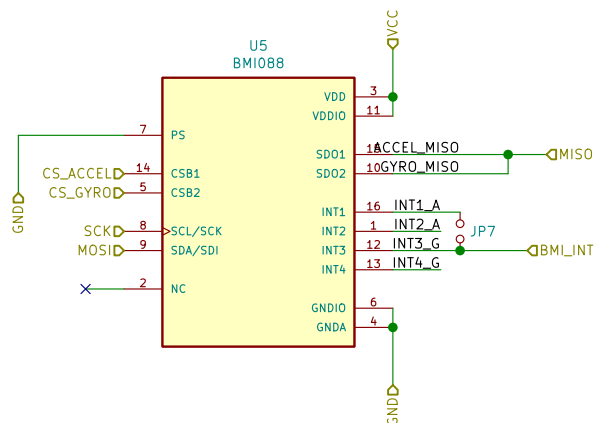 VCC
U5
BMI088
3 VDD
11 VDDIO
7 PS
15 SDO1 ACCEL_MISO
MISO
10 SDO2 GYRO_MISO
CS_ACCEL 14 CSB1
CS_GYRO 5 CSB2
GND
16 INT1 INT1_A
SCK 8 SCL/SCK
1 INT2 INT2_A
JP7
MOSI 9 SDA/SDI
12 INT3 INT3_G
BMI_INT
13 INT4 INT4_G
2 NC
6 GNDIO
4 GNDA
GND